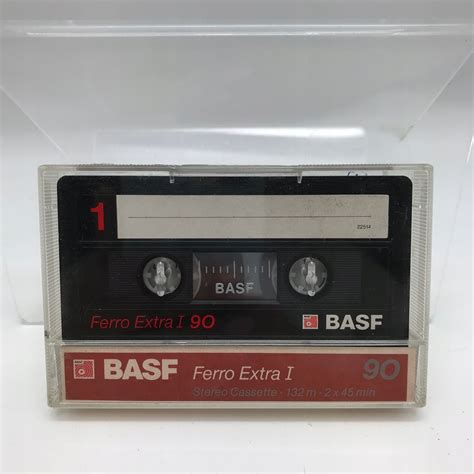 1
22514
BASF
Ferro Extra I 90
BASF
BASF
Ferro Extra I
90
Stereo Cassette · 132 m · 2 x 45 min